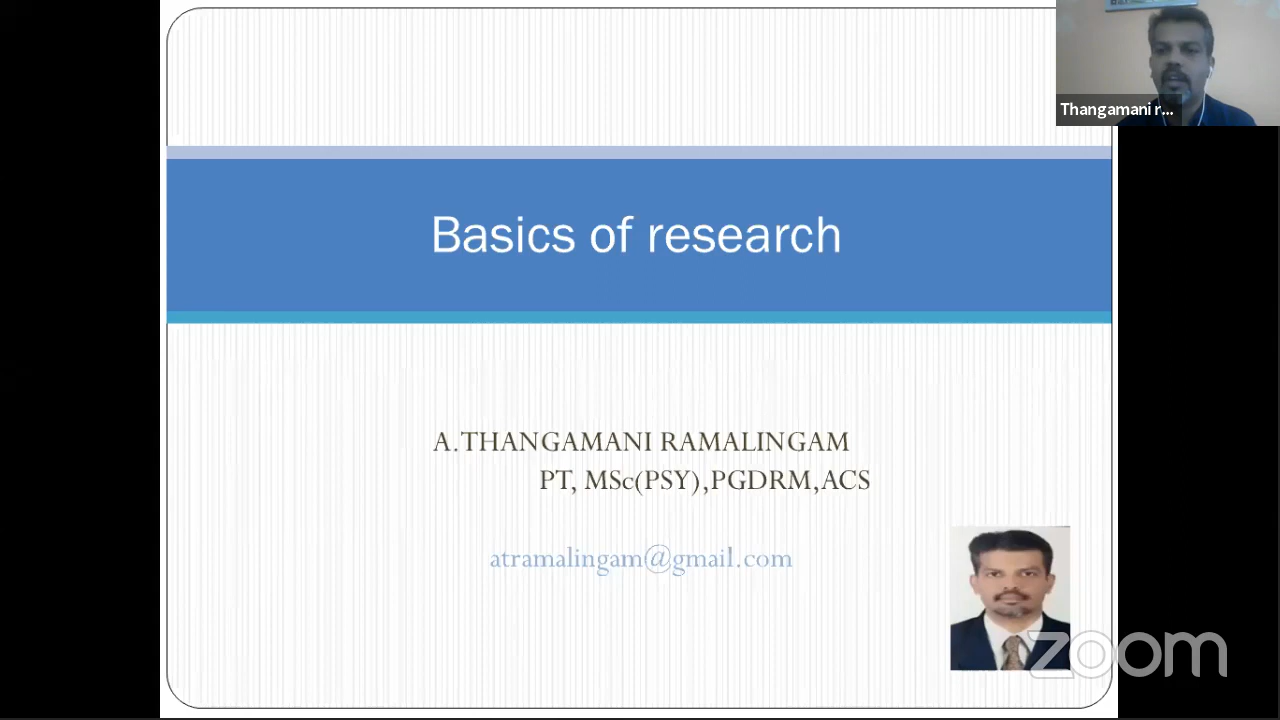 Thangamani r...
Basics of research
A.THANGAMANI RAMALINGAM
PT, MSc(PSY),PGDRM,ACS
atramalingam@gmail.com
zoom